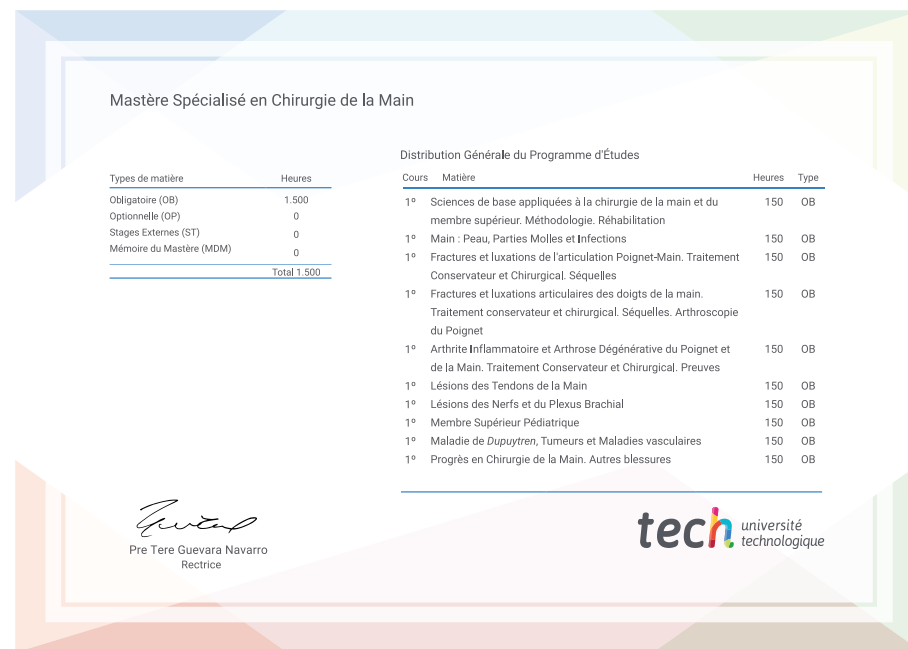 Mastère Spécialisé en Chirurgie de la Main
Types de matière Heures
Obligatoire (OB) 1.500
Optionnelle (OP) 0
Stages Externes (ST) 0
Mémoire du Mastère (MDM) 0
Total 1.500
Distribution Générale du Programme d'Études
Cours Matière Heures Type
1º Sciences de base appliquées à la chirurgie de la main et du 150 OB
membre supérieur. Méthodologie. Réhabilitation
1º Main : Peau, Parties Molles et Infections 150 OB
1º Fractures et luxations de l'articulation Poignet-Main. Traitement 150 OB
Conservateur et Chirurgical. Séquelles
1º Fractures et luxations articulaires des doigts de la main. 150 OB
Traitement conservateur et chirurgical. Séquelles. Arthroscopie
du Poignet
1º Arthrite Inflammatoire et Arthrose Dégénérative du Poignet et 150 OB
de la Main. Traitement Conservateur et Chirurgical. Preuves
1º Lésions des Tendons de la Main 150 OB
1º Lésions des Nerfs et du Plexus Brachial 150 OB
1º Membre Supérieur Pédiatrique 150 OB
1º Maladie de Dupuytren, Tumeurs et Maladies vasculaires 150 OB
1º Progrès en Chirurgie de la Main. Autres blessures 150 OB
Pre Tere Guevara Navarro
Rectrice
tech université
technologique